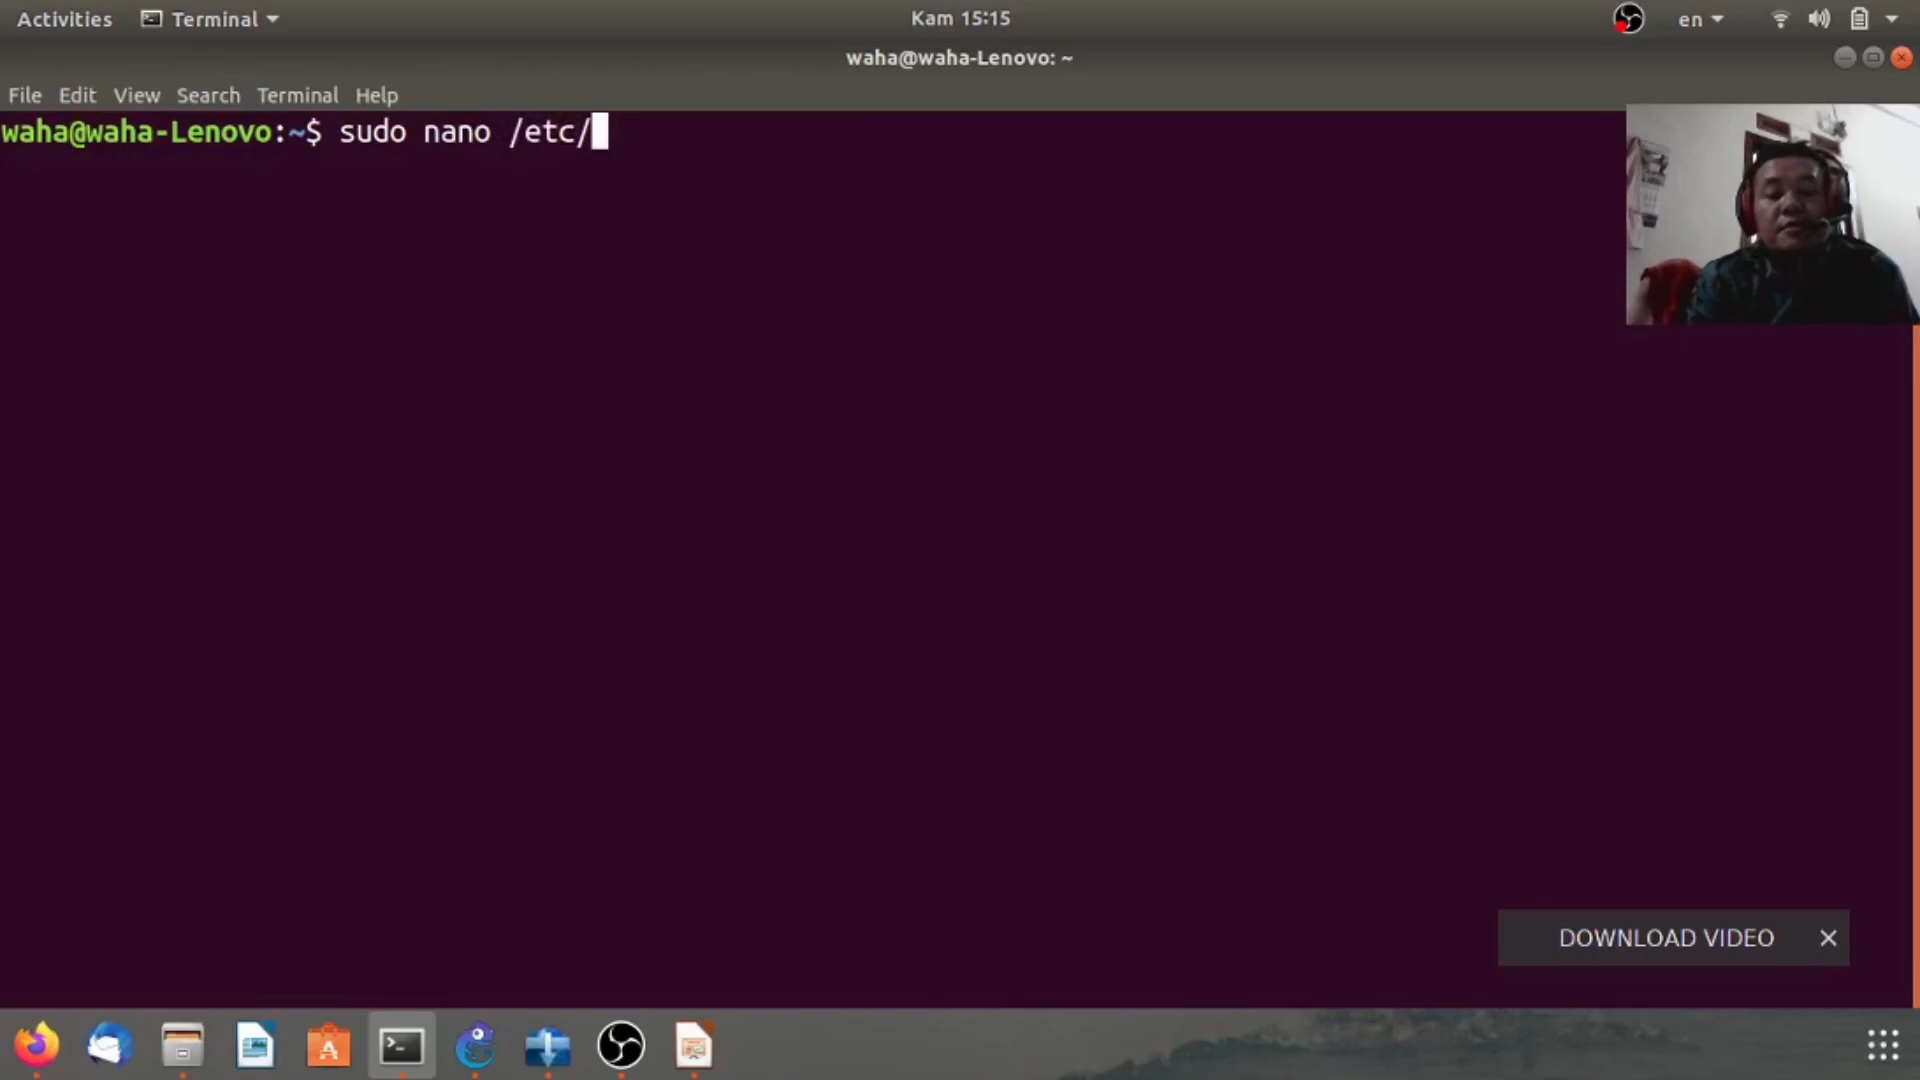 Activities Terminal Kam 15:15 en
waha@waha-Lenovo: ~
File Edit View Search Terminal Help
waha@waha-Lenovo:~$ sudo nano /etc/
DOWNLOAD VIDEO